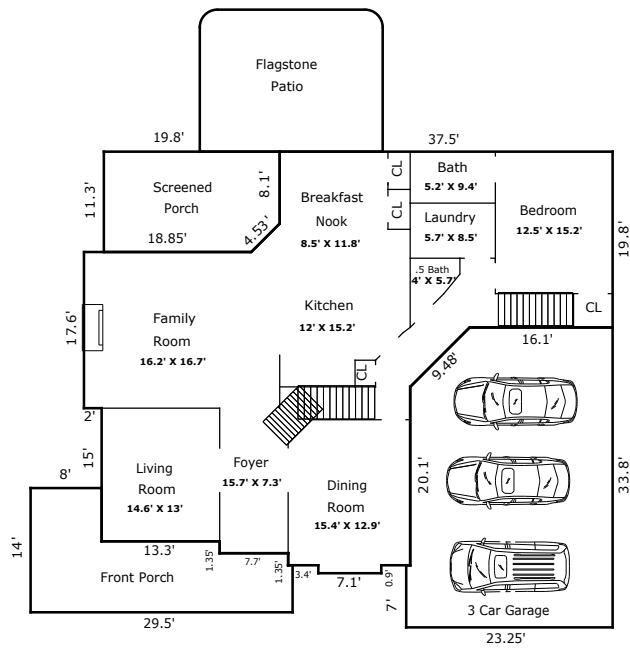 Flagstone
Patio
19.8'
37.5'
11.3'
Screened
Porch
8.1'
18.85'
4.53'
Breakfast
Nook
8.5' X 11.8'
CL
CL
Bath
5.2' X 9.4'
Laundry
5.7' X 8.5'
Bedroom
12.5' X 15.2'
19.8'
.5 Bath
4' X 5.7'
17.6'
Family
Room
16.2' X 16.7'
Kitchen
12' X 15.2'
CL
CL
16.1'
9.48'
2'
15'
Living
Room
14.6' X 13'
Foyer
15.7' X 7.3'
Dining
Room
15.4' X 12.9'
20.1'
33.8'
8'
14'
13.3'
1.35'
7.7'
1.35'
3.4'
7.1'
0.9'
7'
Front Porch
29.5'
3 Car Garage
23.25'